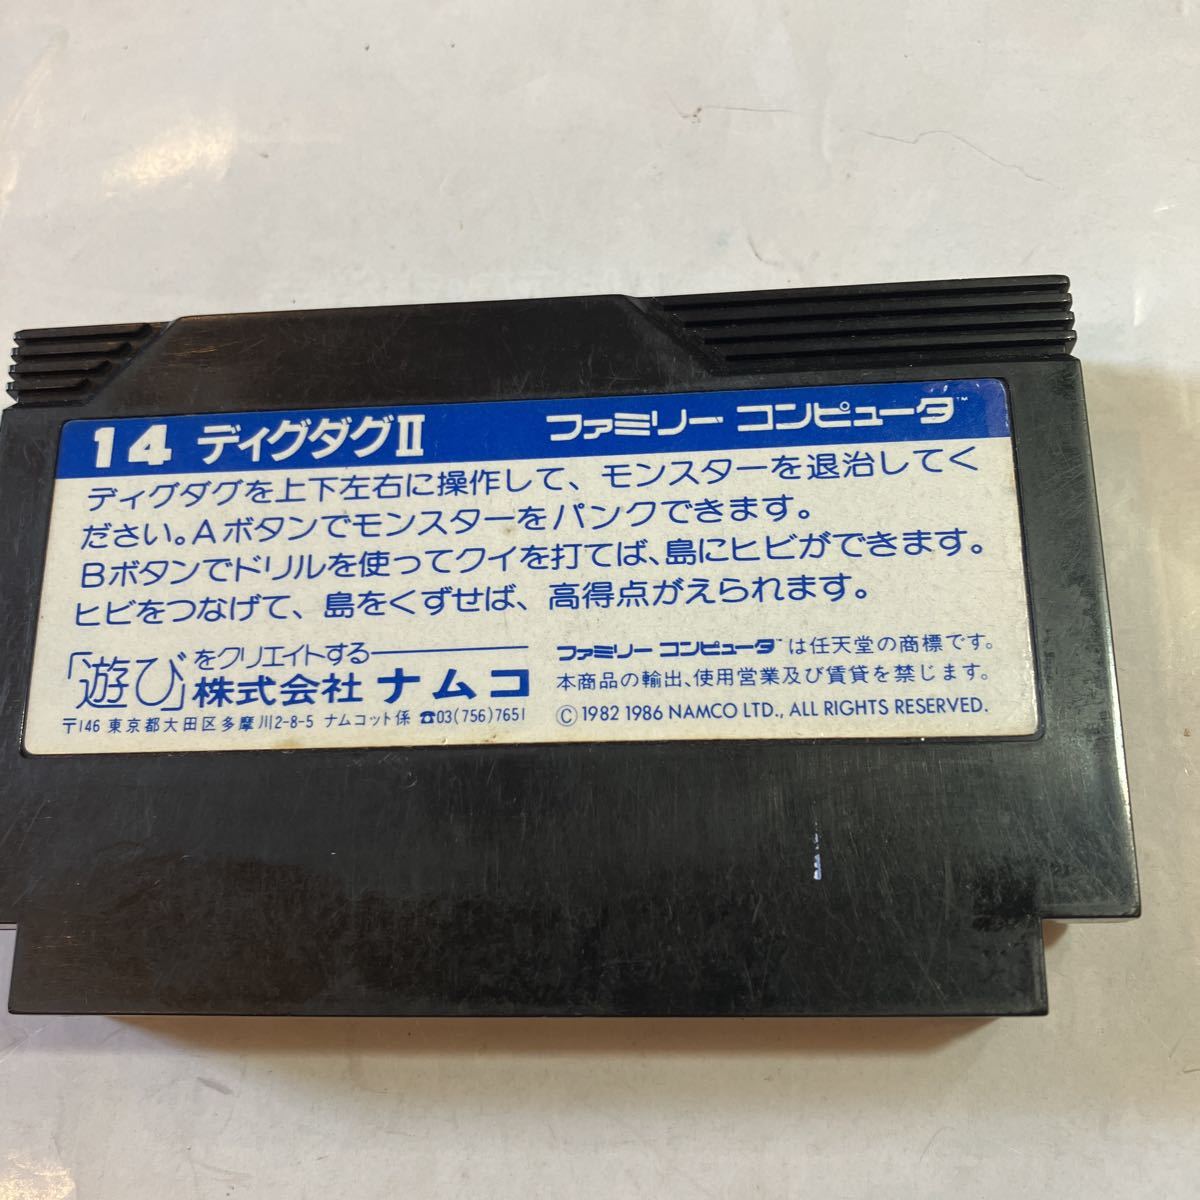 14 ディグダグII ファミリー コンピュータ™
ディグダグを上下左右に操作して、モンスターを退治してく
ださい。Aボタンでモンスターをパンクできます。
Bボタンでドリルを使ってクイを打てば、島にヒビができます。
ヒビをつなげて、島をくずせば、高得点がえられます。
「遊び」をクリエイトする
株式会社 ナムコ
〒146 東京都大田区多摩川2-8-5 ナムコット係 ☎03(756)7651
ファミリー コンピュータ™は任天堂の商標です。
本商品の輸出、使用営業及び賃貸を禁じます。
Ⓒ 1982 1986 NAMCO LTD., ALL RIGHTS RESERVED.